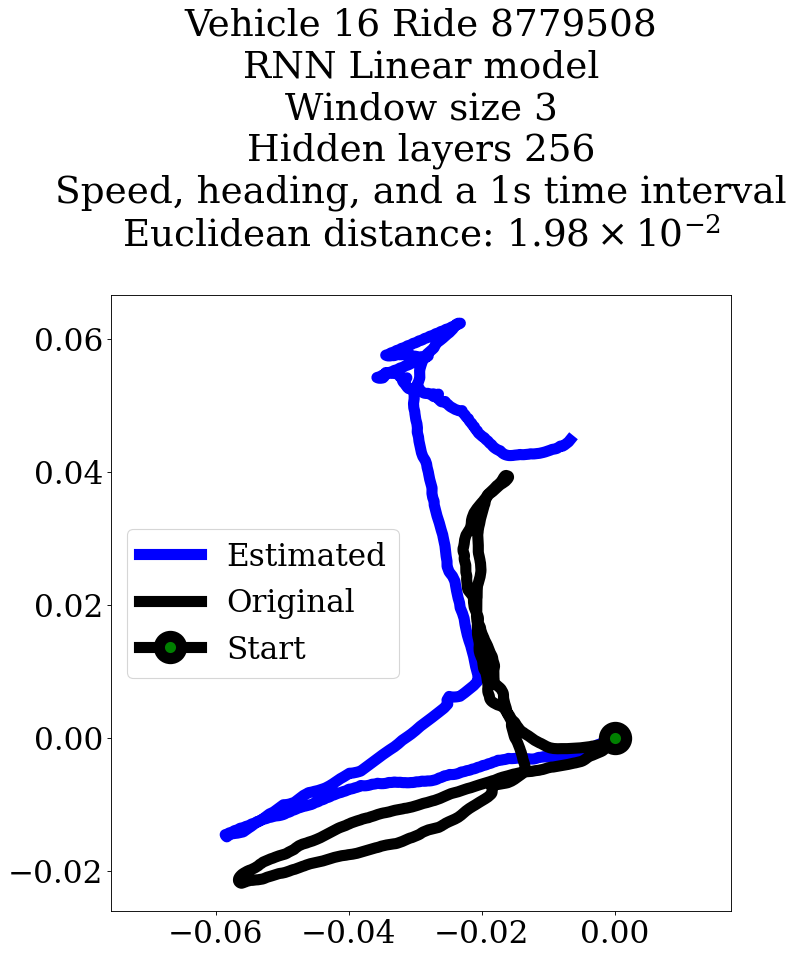 Vehicle 16 Ride 8779508
RNN Linear model
Window size 3
Hidden layers 256
Speed, heading, and a 1s time interval
Euclidean distance: 1.98 × 10⁻²
0.06
0.04
0.02
0.00
−0.02
Estimated
Original
Start
−0.06 −0.04 −0.02 0.00